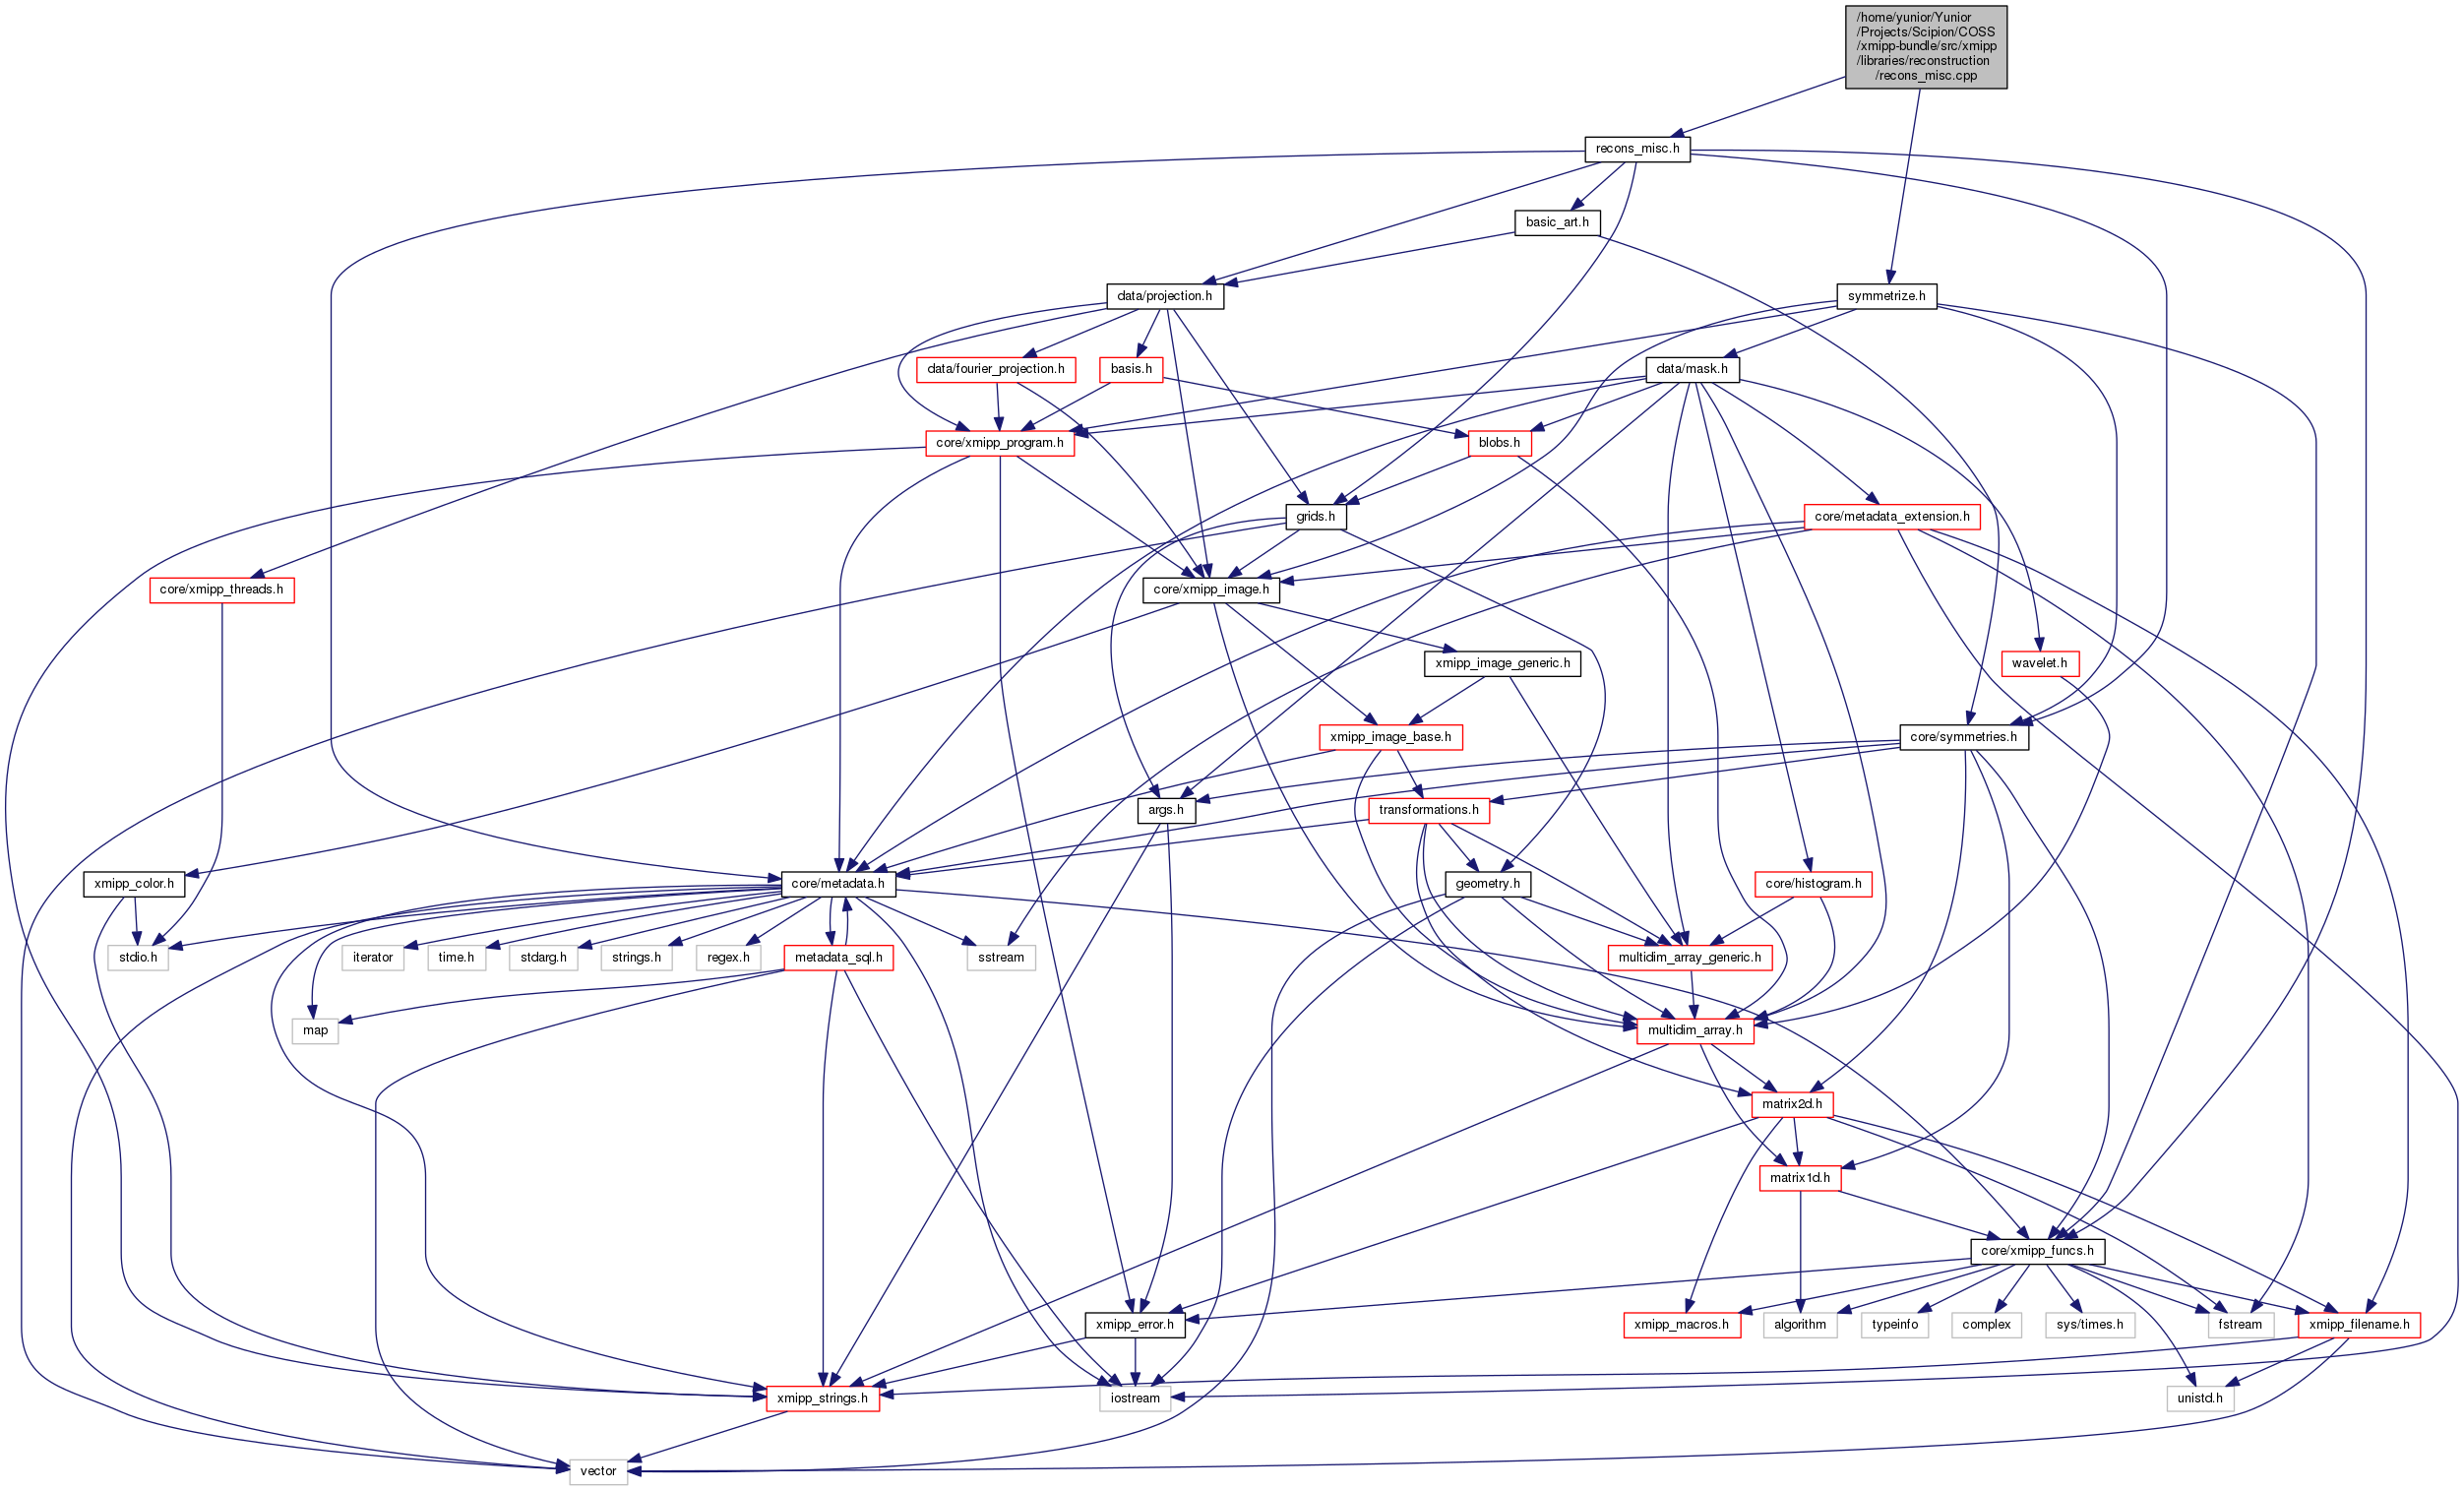 /home/yunior/Yunior
/Projects/Scipion/COSS
/xmipp-bundle/src/xmipp
/libraries/reconstruction
/recons_misc.cpp
recons_misc.h
basic_art.h
data/projection.h
symmetrize.h
data/fourier_projection.h
basis.h
data/mask.h
core/xmipp_program.h
blobs.h
grids.h
core/metadata_extension.h
core/xmipp_threads.h
core/xmipp_image.h
xmipp_image_generic.h
wavelet.h
xmipp_image_base.h
core/symmetries.h
args.h
transformations.h
xmipp_color.h
core/metadata.h
geometry.h
core/histogram.h
stdio.h
iterator
time.h
stdarg.h
strings.h
regex.h
metadata_sql.h
sstream
multidim_array_generic.h
map
multidim_array.h
matrix2d.h
matrix1d.h
core/xmipp_funcs.h
xmipp_error.h
xmipp_macros.h
algorithm
typeinfo
complex
sys/times.h
fstream
xmipp_filename.h
xmipp_strings.h
iostream
unistd.h
vector